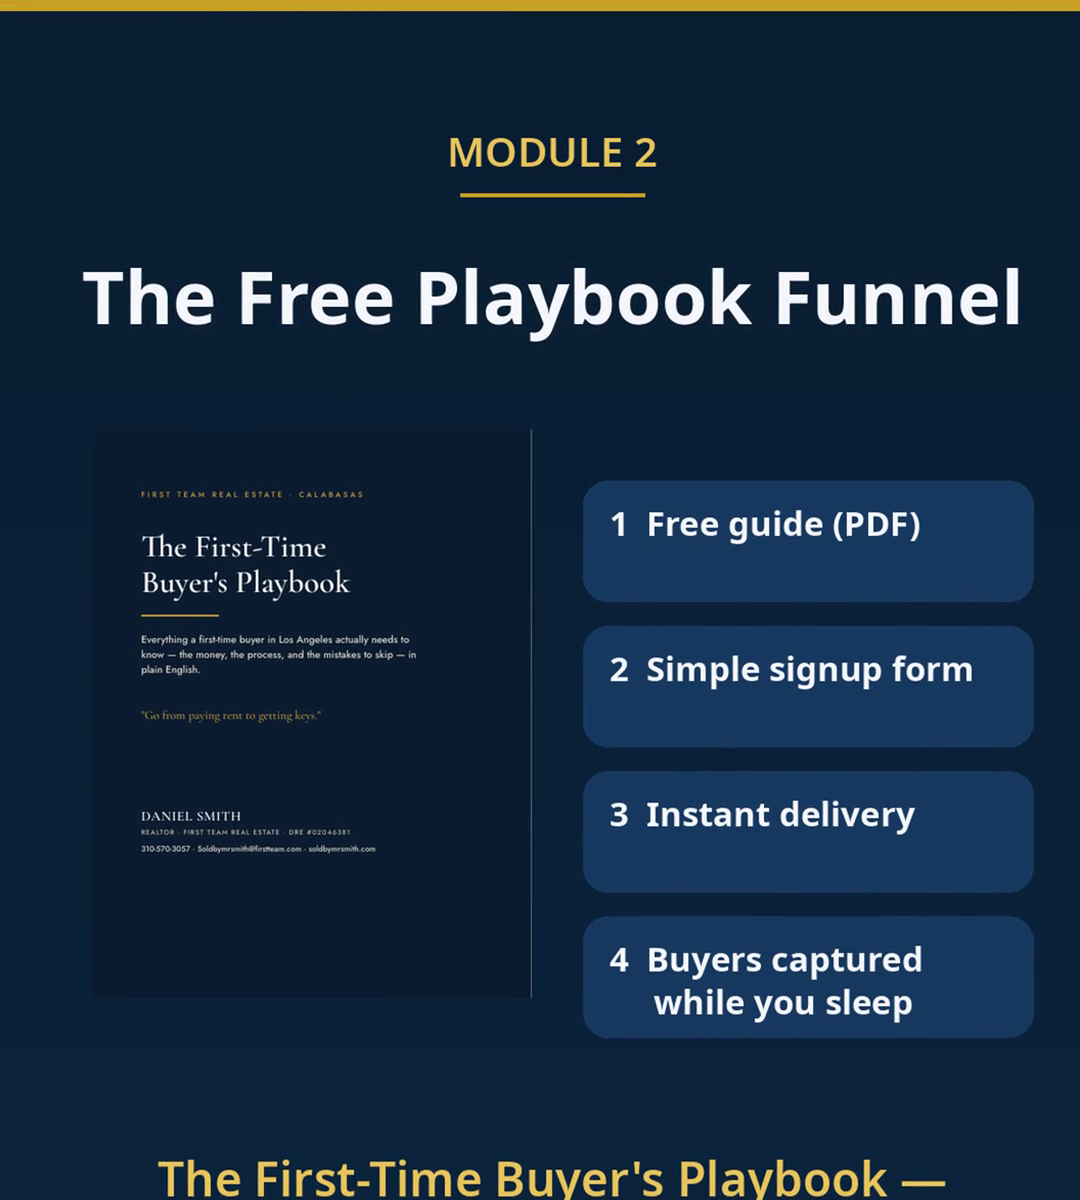 MODULE 2
The Free Playbook Funnel
FIRST TEAM REAL ESTATE · CALABASAS
The First-Time
Buyer's Playbook
Everything a first-time buyer in Los Angeles actually needs to
know — the money, the process, and the mistakes to skip — in
plain English.
"Go from paying rent to getting keys."
DANIEL SMITH
REALTOR · FIRST TEAM REAL ESTATE · DRE #02046381
310-570-3057 · Soldbymrsmith@firstteam.com · soldbymrsmith.com
1 Free guide (PDF)
2 Simple signup form
3 Instant delivery
4 Buyers captured
while you sleep
The First-Time Buyer's Playbook —